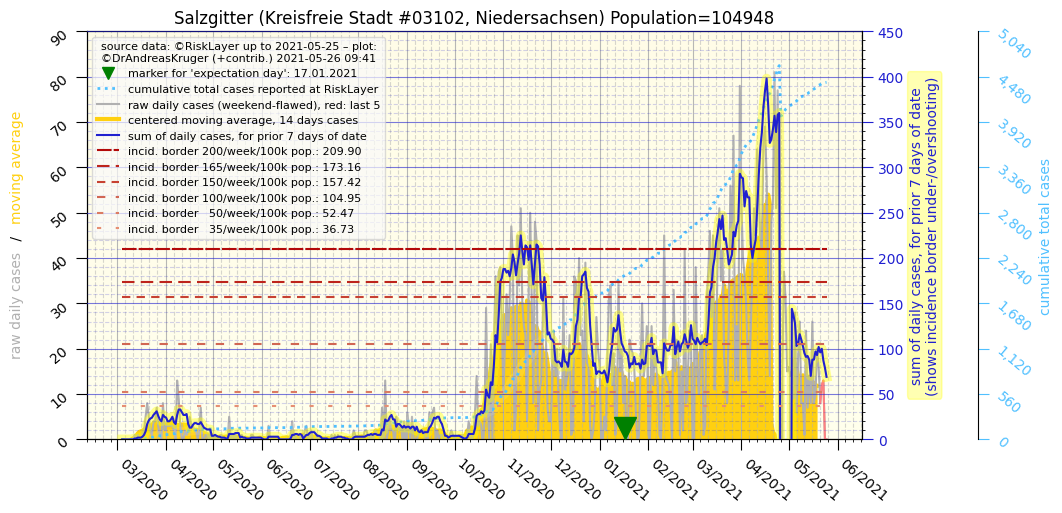 Salzgitter (Kreisfreie Stadt #03102, Niedersachsen) Population=104948
source data: ©RiskLayer up to 2021-05-25 – plot:
©DrAndreasKruger (+contrib.) 2021-05-26 09:41
marker for 'expectation day': 17.01.2021
cumulative total cases reported at RiskLayer
raw daily cases (weekend-flawed), red: last 5
centered moving average, 14 days cases
sum of daily cases, for prior 7 days of date
incid. border 200/week/100k pop.: 209.90
incid. border 165/week/100k pop.: 173.16
incid. border 150/week/100k pop.: 157.42
incid. border 100/week/100k pop.: 104.95
incid. border 50/week/100k pop.: 52.47
incid. border 35/week/100k pop.: 36.73
raw daily cases / moving average
90
80
70
60
50
40
30
20
10
0
03/2020
04/2020
05/2020
06/2020
07/2020
08/2020
09/2020
10/2020
11/2020
12/2020
01/2021
02/2021
03/2021
04/2021
05/2021
06/2021
450
400
350
300
250
200
150
100
50
0
sum of daily cases, for prior 7 days of date
(shows incidence border under-/overshooting)
5,040
4,480
3,920
3,360
2,800
2,240
1,680
1,120
560
0
cumulative total cases